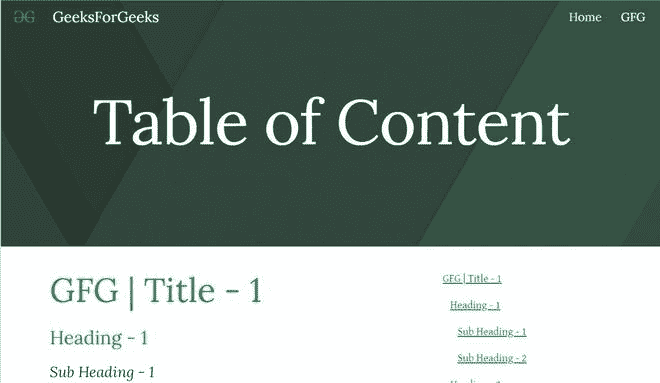 GeeksForGeeks
Home
GFG
Table of Content
GFG | Title - 1
Heading - 1
Sub Heading - 1
GFG | Title - 1
Heading - 1
Sub Heading - 1
Sub Heading - 2